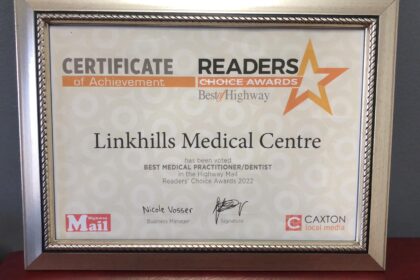 CERTIFICATE
of Achievement
READERS
CHOICE AWARDS
Best of Highway
Linkhills Medical Centre
has been voted
BEST MEDICAL PRACTITIONER/DENTIST
in the Highway Mail
Readers' Choice Awards 2022
Nicole Vosser
Business Manager
Signature
Highway
Mail
CAXTON
local media